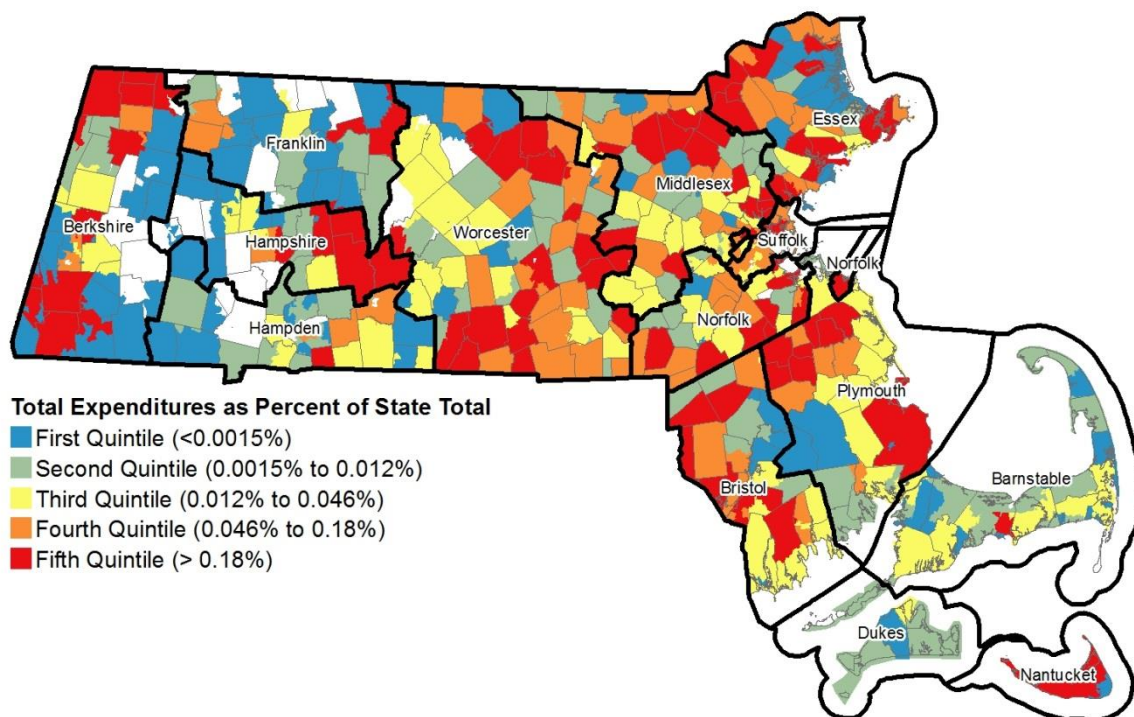 Essex
Franklin
Middlesex
Berkshire
Hampshire
Worcester
Suffolk
Norfolk
Hampden
Norfolk
Plymouth
Total Expenditures as Percent of State Total
First Quintile (<0.0015%)
Second Quintile (0.0015% to 0.012%)
Third Quintile (0.012% to 0.046%)
Fourth Quintile (0.046% to 0.18%)
Fifth Quintile (> 0.18%)
Barnstable
Bristol
Dukes
Nantucket